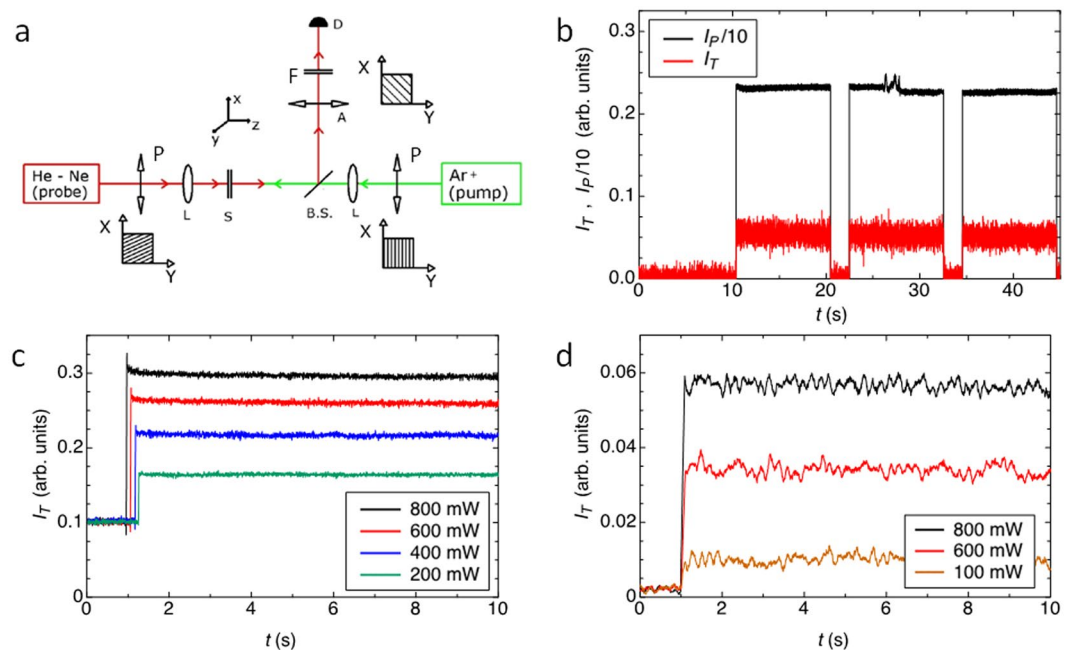 a
D
F
X
Y
A
x
z
y
He - Ne
(probe)
P
L
S
B.S.
L
P
Ar+
(pump)
X
Y
X
Y
b
I_P/10
I_T
I_T , I_P/10 (arb. units)
0.3
0.2
0.1
0.0
0 10 20 30 40
t (s)
c
I_T (arb. units)
0.3
0.2
0.1
0.0
800 mW
600 mW
400 mW
200 mW
0 2 4 6 8 10
t (s)
d
I_T (arb. units)
0.06
0.04
0.02
0.00
800 mW
600 mW
100 mW
0 2 4 6 8 10
t (s)